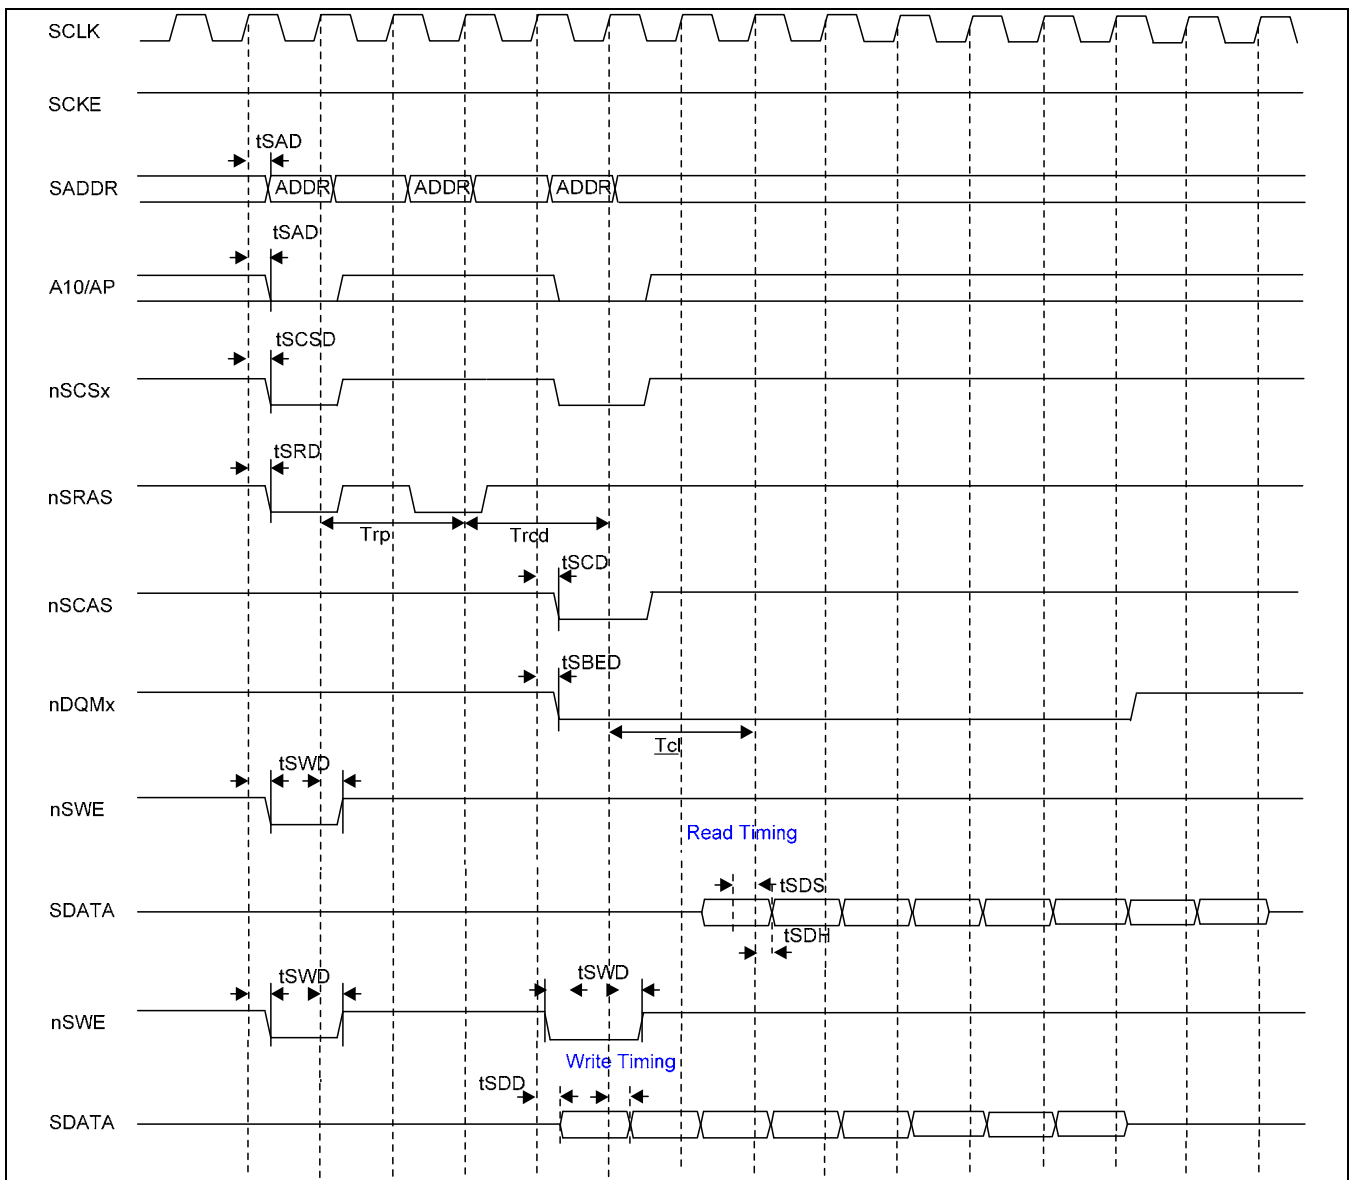 SCLK
SCKE
tSAD
SADDR ADDR ADDR ADDR
tSAD
A10/AP
tSCSD
nSCSx
tSRD
nSRAS
Trp Trcd
tSCD
nSCAS
tSBED
nDQMx
Tcl
tSWD
nSWE
Read Timing
tSDS
SDATA
tSDH
tSWD tSWD
nSWE
Write Timing
tSDD
SDATA